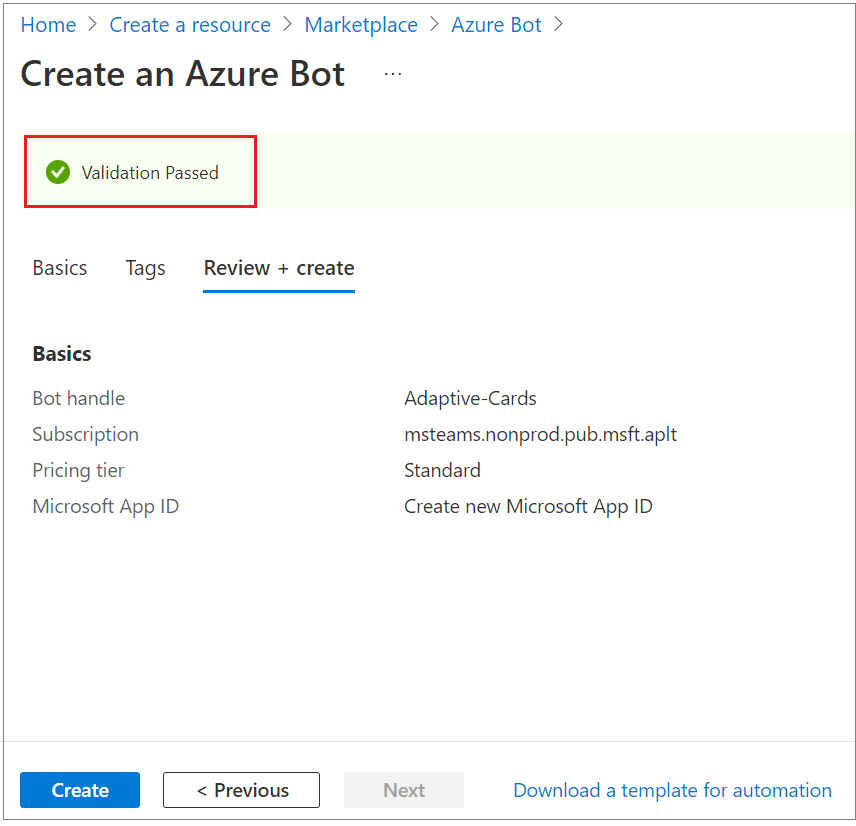 Home > Create a resource > Marketplace > Azure Bot >
Create an Azure Bot ...
Validation Passed
Basics Tags Review + create
Basics
Bot handle Adaptive-Cards
Subscription msteams.nonprod.pub.msft.aplt
Pricing tier Standard
Microsoft App ID Create new Microsoft App ID
Create < Previous Next Download a template for automation